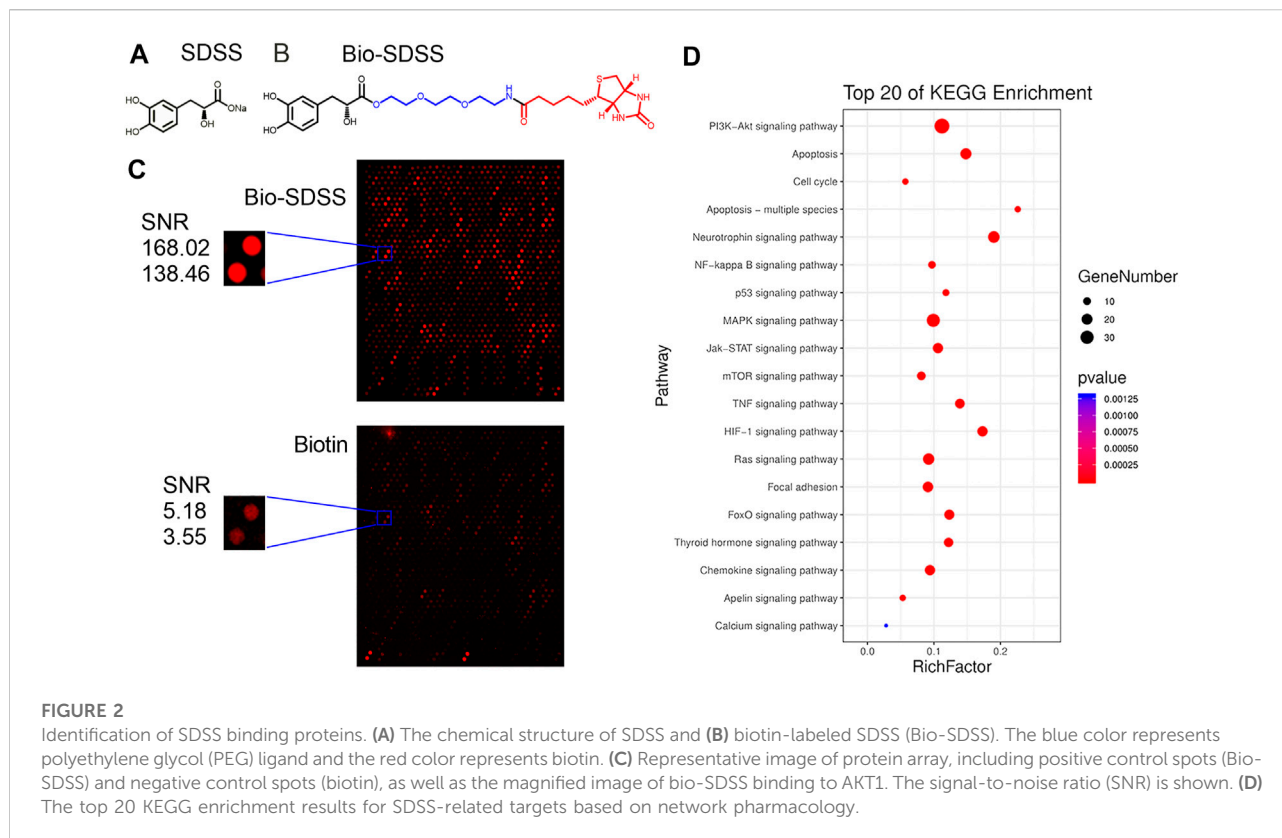 A SDSS B Bio-SDSS
HO
HO
O
ONa
OH
HO
HO
O
OH
O
O
O
H
N
O
S
H
H
NH
HN
O
C
Bio-SDSS
SNR
168.02
138.46
Biotin
SNR
5.18
3.55
D
Top 20 of KEGG Enrichment
Pathway
PI3K−Akt signaling pathway
Apoptosis
Cell cycle
Apoptosis − multiple species
Neurotrophin signaling pathway
NF−kappa B signaling pathway
p53 signaling pathway
MAPK signaling pathway
Jak−STAT signaling pathway
mTOR signaling pathway
TNF signaling pathway
HIF−1 signaling pathway
Ras signaling pathway
Focal adhesion
FoxO signaling pathway
Thyroid hormone signaling pathway
Chemokine signaling pathway
Apelin signaling pathway
Calcium signaling pathway
0.0 0.1 0.2
RichFactor
GeneNumber
10
20
30
pvalue
0.00125
0.00100
0.00075
0.00050
0.00025
FIGURE 2
Identification of SDSS binding proteins. (A) The chemical structure of SDSS and (B) biotin-labeled SDSS (Bio-SDSS). The blue color represents
polyethylene glycol (PEG) ligand and the red color represents biotin. (C) Representative image of protein array, including positive control spots (Bio-
SDSS) and negative control spots (biotin), as well as the magnified image of bio-SDSS binding to AKT1. The signal-to-noise ratio (SNR) is shown. (D)
The top 20 KEGG enrichment results for SDSS-related targets based on network pharmacology.